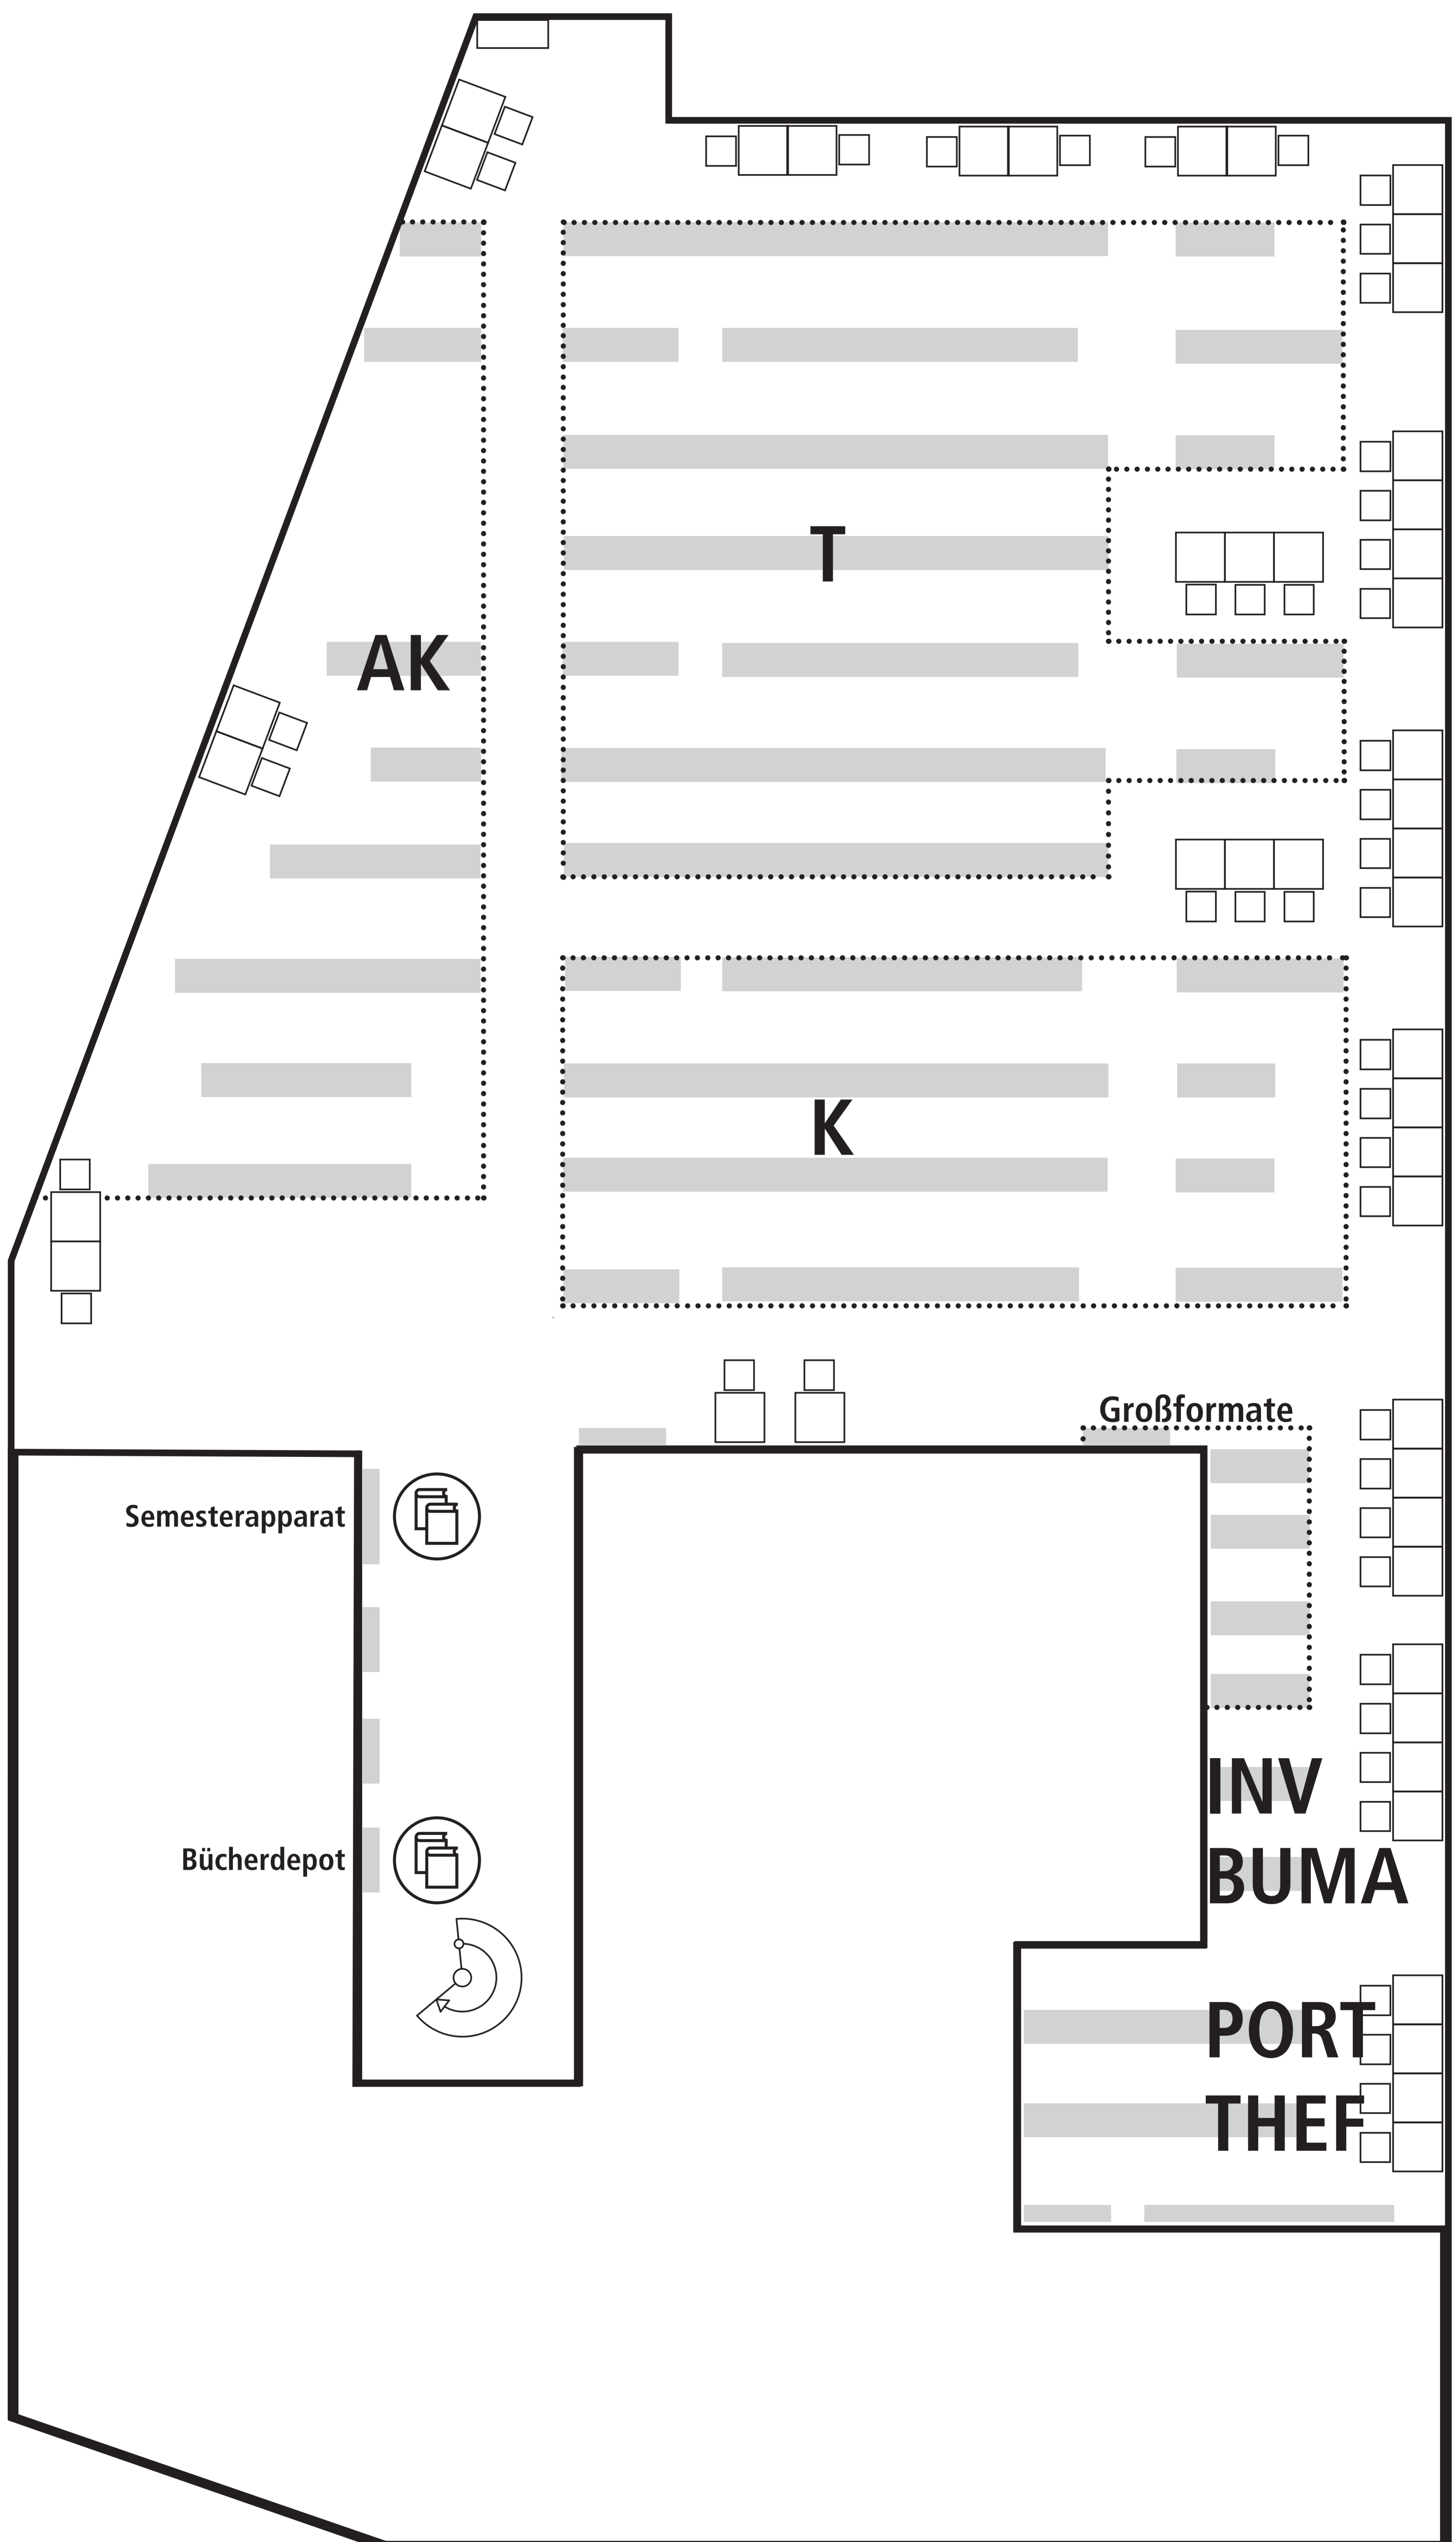 T
AK
K
Großformate
Semesterapparat
INV
Bücherdepot
BUMA
PORT
THEF